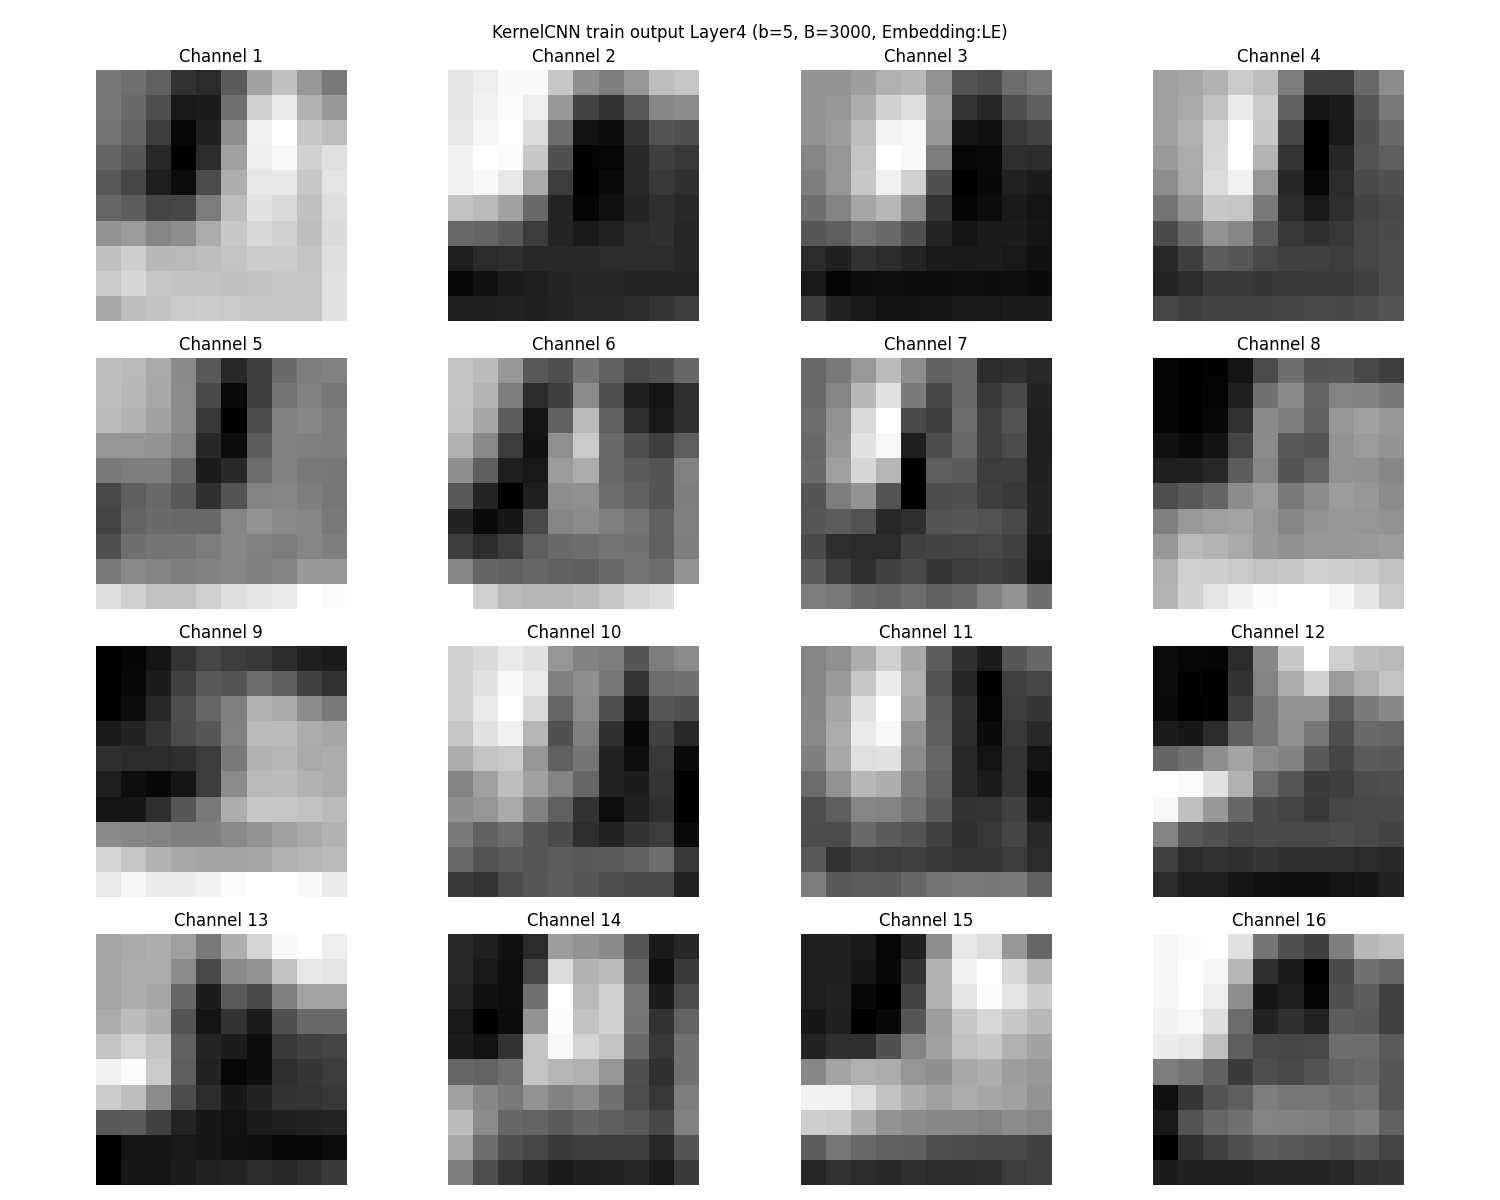 KernelCNN train output Layer4 (b=5, B=3000, Embedding:LE)
Channel 1
Channel 2
Channel 3
Channel 4
Channel 5
Channel 6
Channel 7
Channel 8
Channel 9
Channel 10
Channel 11
Channel 12
Channel 13
Channel 14
Channel 15
Channel 16